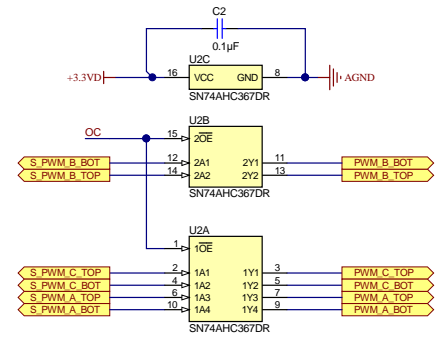 C2
0.1µF
U2C
+3.3VD 16 VCC GND 8 AGND
SN74AHC367DR
U2B
OC 15 2OE
S_PWM_B_BOT 12 2A1 2Y1 11 PWM_B_BOT
S_PWM_B_TOP 14 2A2 2Y2 13 PWM_B_TOP
SN74AHC367DR
U2A
1 1OE
S_PWM_C_TOP 2 1A1 1Y1 3 PWM_C_TOP
S_PWM_C_BOT 4 1A2 1Y2 5 PWM_C_BOT
S_PWM_A_TOP 6 1A3 1Y3 7 PWM_A_TOP
S_PWM_A_BOT 10 1A4 1Y4 9 PWM_A_BOT
SN74AHC367DR